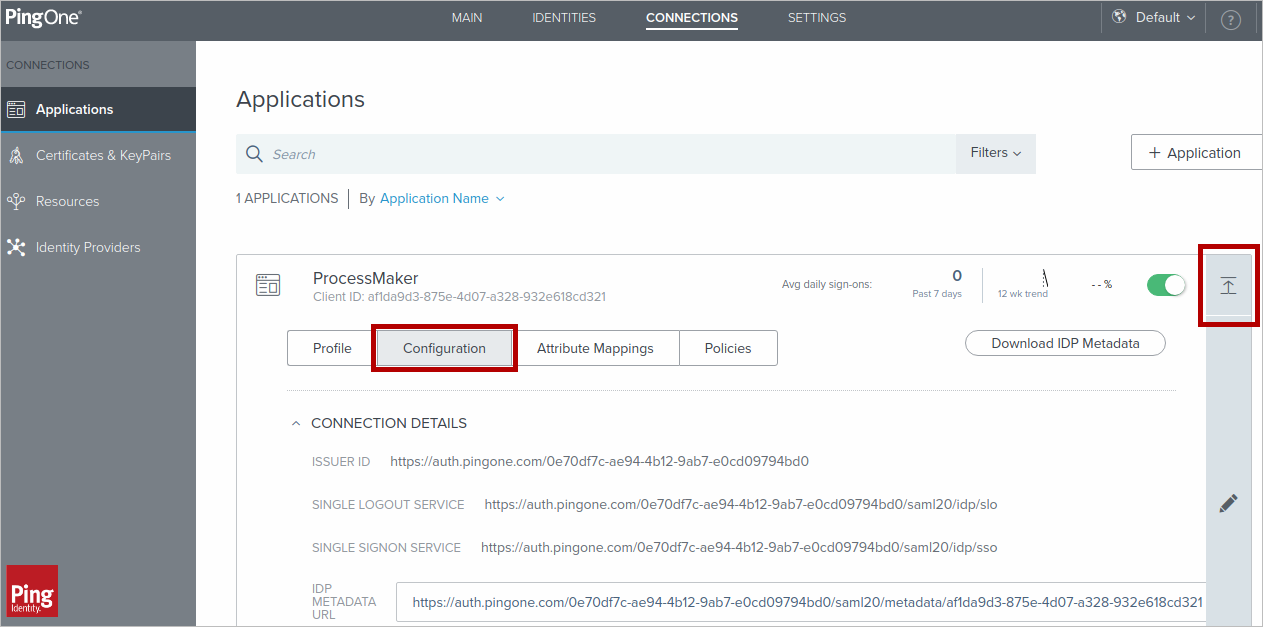 PingOne®
MAIN
IDENTITIES
CONNECTIONS
SETTINGS
Default
?
CONNECTIONS
Applications
Certificates & KeyPairs
Resources
Identity Providers
Applications
Search
Filters
+ Application
1 APPLICATIONS
By Application Name
ProcessMaker
Client ID: af1da9d3-875e-4d07-a328-932e618cd321
Avg daily sign-ons:
0
Past 7 days
12 wk trend
- - %
Profile
Configuration
Attribute Mappings
Policies
Download IDP Metadata
CONNECTION DETAILS
ISSUER ID https://auth.pingone.com/0e70df7c-ae94-4b12-9ab7-e0cd09794bd0
SINGLE LOGOUT SERVICE https://auth.pingone.com/0e70df7c-ae94-4b12-9ab7-e0cd09794bd0/saml20/idp/slo
SINGLE SIGNON SERVICE https://auth.pingone.com/0e70df7c-ae94-4b12-9ab7-e0cd09794bd0/saml20/idp/sso
IDP
METADATA
URL
https://auth.pingone.com/0e70df7c-ae94-4b12-9ab7-e0cd09794bd0/saml20/metadata/af1da9d3-875e-4d07-a328-932e618cd321
Ping
Identity.